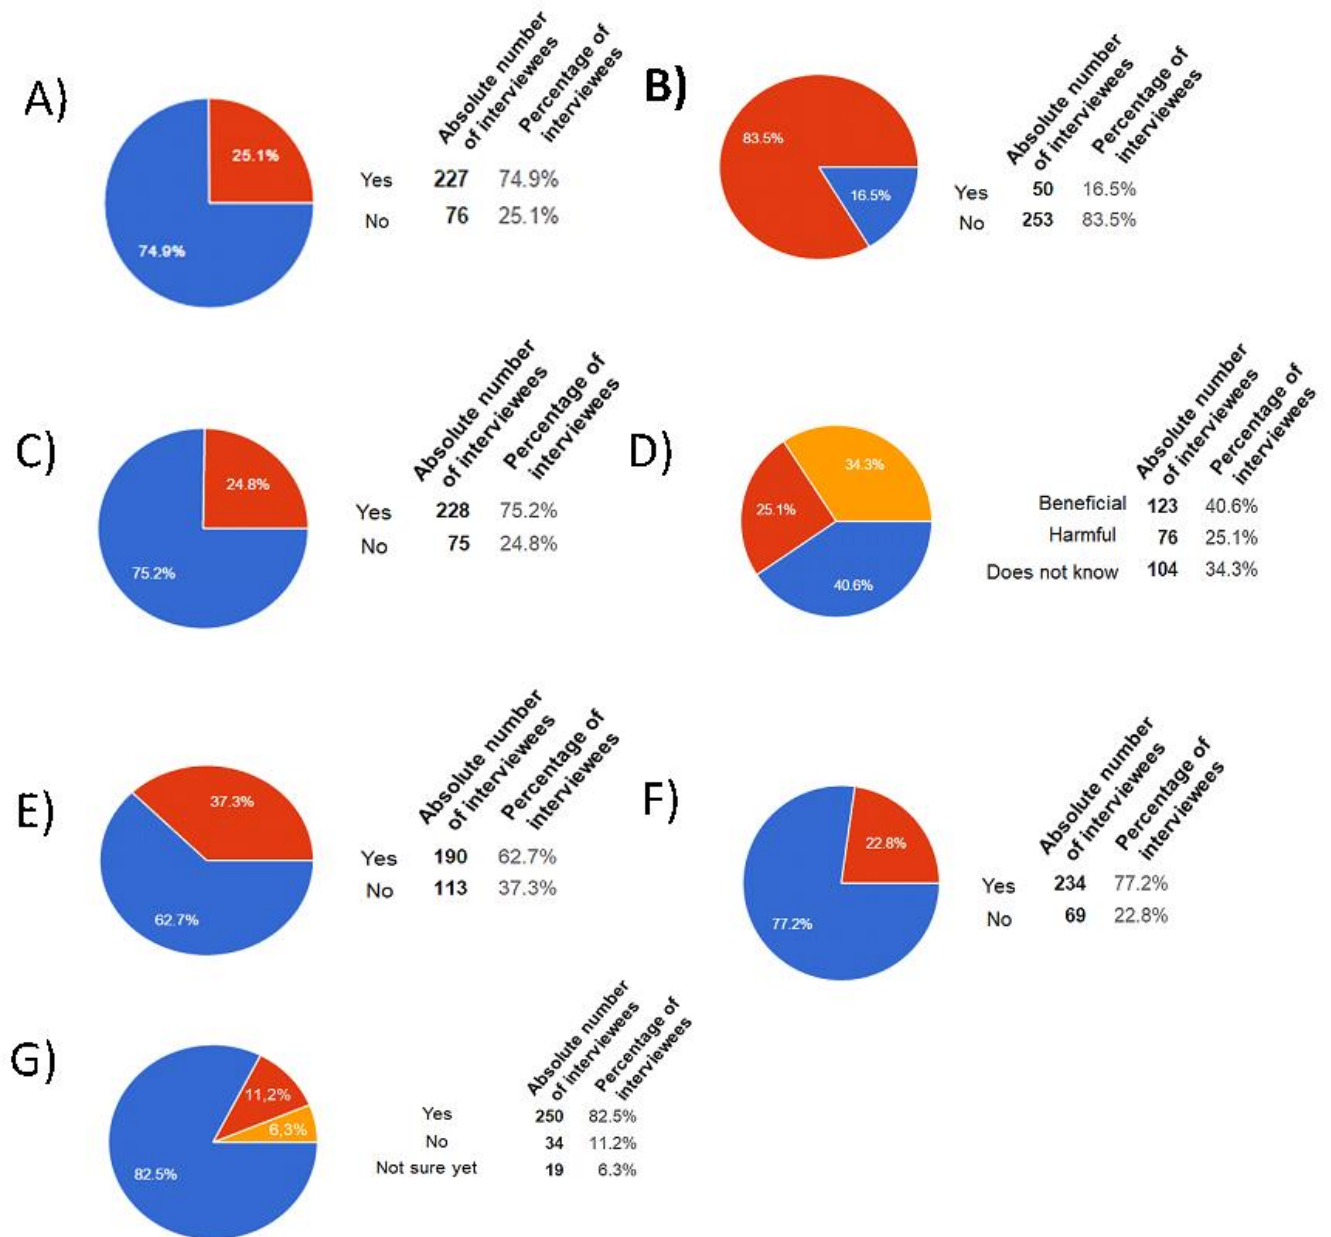 A)
25.1%
74.9%
Absolute number
of interviewees
Percentage of
interviewees
Yes 227 74.9%
No 76 25.1%
B)
83.5%
16.5%
Absolute number
of interviewees
Percentage of
interviewees
Yes 50 16.5%
No 253 83.5%
C)
24.8%
75.2%
Absolute number
of interviewees
Percentage of
interviewees
Yes 228 75.2%
No 75 24.8%
D)
34.3%
25.1%
40.6%
Absolute number
of interviewees
Percentage of
interviewees
Beneficial 123 40.6%
Harmful 76 25.1%
Does not know 104 34.3%
E)
37.3%
62.7%
Absolute number
of interviewees
Percentage of
interviewees
Yes 190 62.7%
No 113 37.3%
F)
22.8%
77.2%
Absolute number
of interviewees
Percentage of
interviewees
Yes 234 77.2%
No 69 22.8%
G)
11,2%
6,3%
82.5%
Absolute number
of interviewees
Percentage of
interviewees
Yes 250 82.5%
No 34 11.2%
Not sure yet 19 6.3%